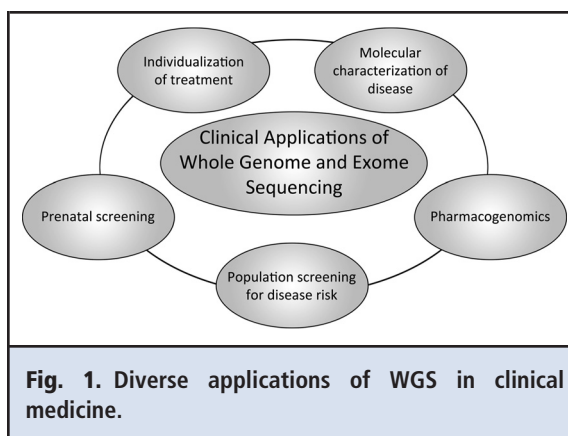 Individualization
of treatment
Molecular
characterization of
disease
Clinical Applications of
Whole Genome and Exome
Sequencing
Prenatal screening
Pharmacogenomics
Population screening
for disease risk
Fig. 1. Diverse applications of WGS in clinical
medicine.